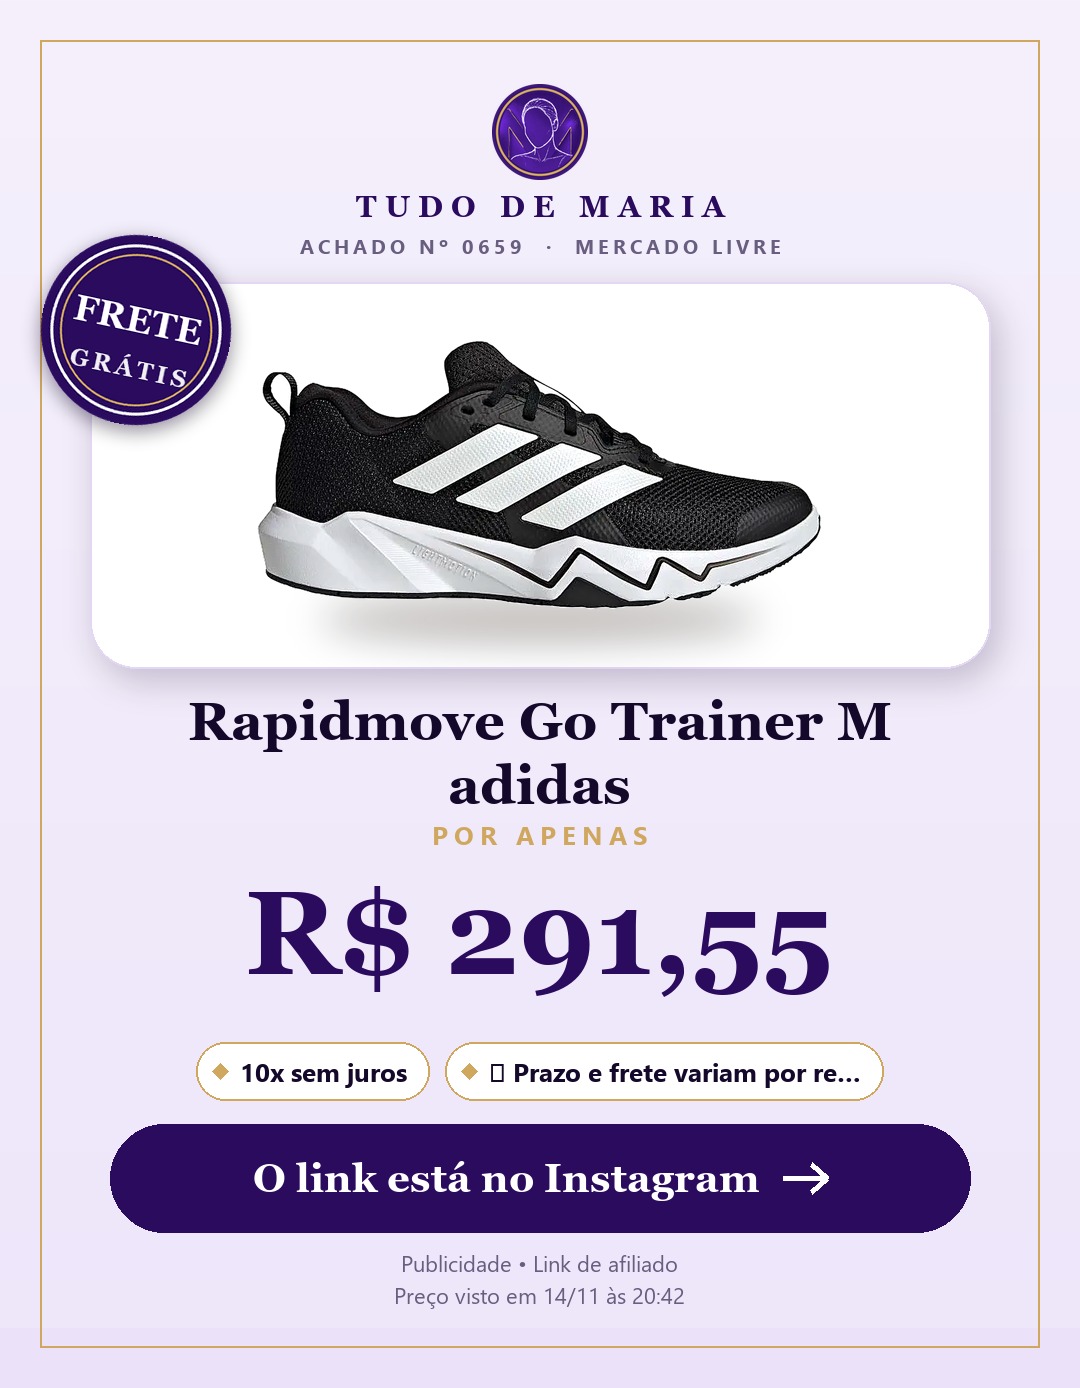 TUDO DE MARIA
ACHADO Nº 0659 · MERCADO LIVRE
FRETE
GRÁTIS
LIGHTMOTION
Rapidmove Go Trainer M
adidas
POR APENAS
R$ 291,55
10x sem juros
Prazo e frete variam por re...
O link está no Instagram →
Publicidade • Link de afiliado
Preço visto em 14/11 às 20:42